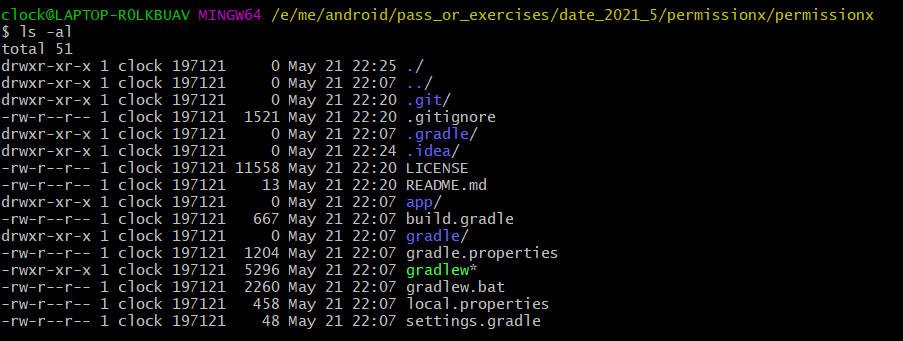 clock@LAPTOP-R0LKBUAV MINGW64 /e/me/android/pass_or_exercises/date_2021_5/permissionx/permissionx
$ ls -al
total 51
drwxr-xr-x 1 clock 197121     0 May 21 22:25 ./
drwxr-xr-x 1 clock 197121     0 May 21 22:07 ../
drwxr-xr-x 1 clock 197121     0 May 21 22:20 .git/
-rw-r--r-- 1 clock 197121  1521 May 21 22:20 .gitignore
drwxr-xr-x 1 clock 197121     0 May 21 22:07 .gradle/
drwxr-xr-x 1 clock 197121     0 May 21 22:24 .idea/
-rw-r--r-- 1 clock 197121 11558 May 21 22:20 LICENSE
-rw-r--r-- 1 clock 197121    13 May 21 22:20 README.md
drwxr-xr-x 1 clock 197121     0 May 21 22:07 app/
-rw-r--r-- 1 clock 197121   667 May 21 22:07 build.gradle
drwxr-xr-x 1 clock 197121     0 May 21 22:07 gradle/
-rw-r--r-- 1 clock 197121  1204 May 21 22:07 gradle.properties
-rwxr-xr-x 1 clock 197121  5296 May 21 22:07 gradlew*
-rw-r--r-- 1 clock 197121  2260 May 21 22:07 gradlew.bat
-rw-r--r-- 1 clock 197121   458 May 21 22:07 local.properties
-rw-r--r-- 1 clock 197121    48 May 21 22:07 settings.gradle